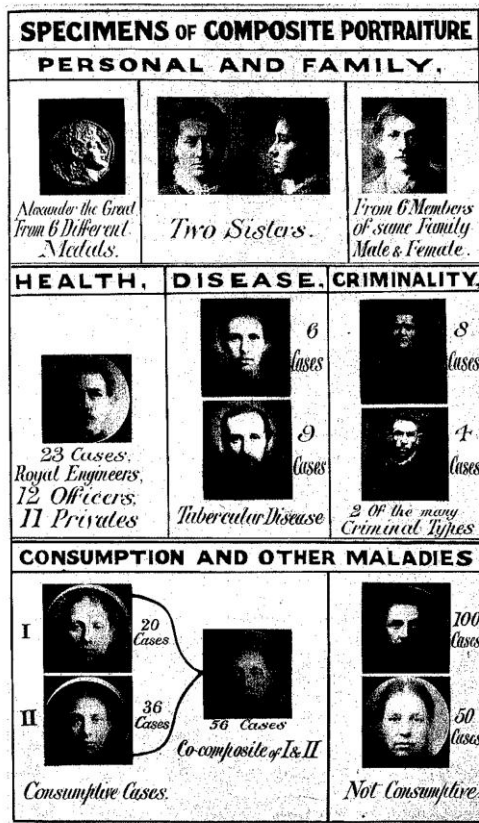 SPECIMENS OF COMPOSITE PORTRAITURE
PERSONAL AND FAMILY.
Alexander the Great
From 6 Different
Medals.
Two Sisters.
From 6 Members
of same Family
Male & Female.
HEALTH.
23 Cases.
Royal Engineers,
12 Officers,
11 Privates
DISEASE.
6
Cases
9
Cases
Tubercular Disease
CRIMINALITY,
8
Cases
4
Cases
2 Of the many
Criminal Types
CONSUMPTION AND OTHER MALADIES
I
20
Cases
II
36
Cases
Consumptive Cases.
56 Cases
Co-composite of I & II
100
Cases
50
Cases
Not Consumptive.